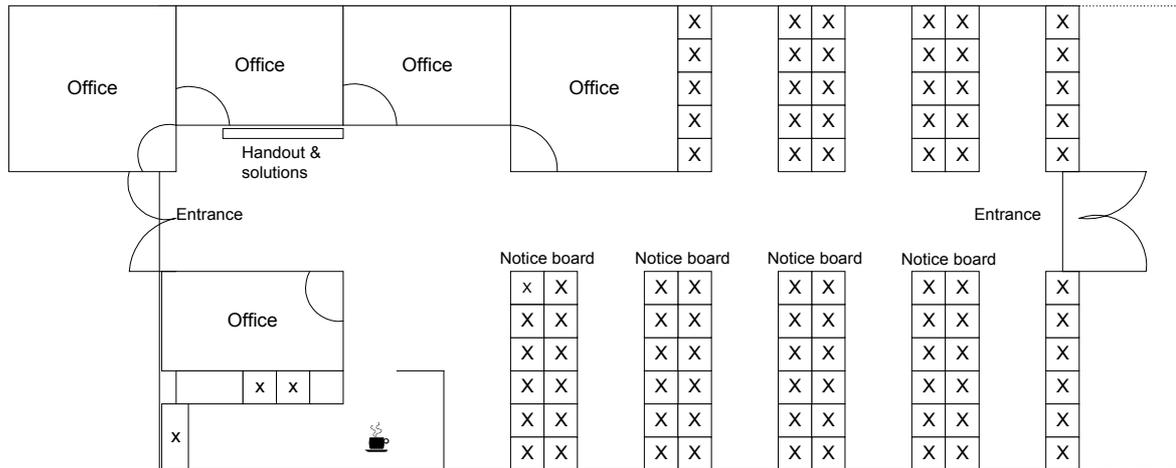 X X X X X X
X X X X X X
Office Office
Office Office X X X X X X
X X X X X X
Handout & X X X X X X
solutions
Entrance Entrance
Notice board Notice board Notice board Notice board
x X X X X X X X X
Office X X X X X X X X X
X X X X X X X X X
x x X X X X X X X X X
X X X X X X X X X
x
X X X X X X X X X